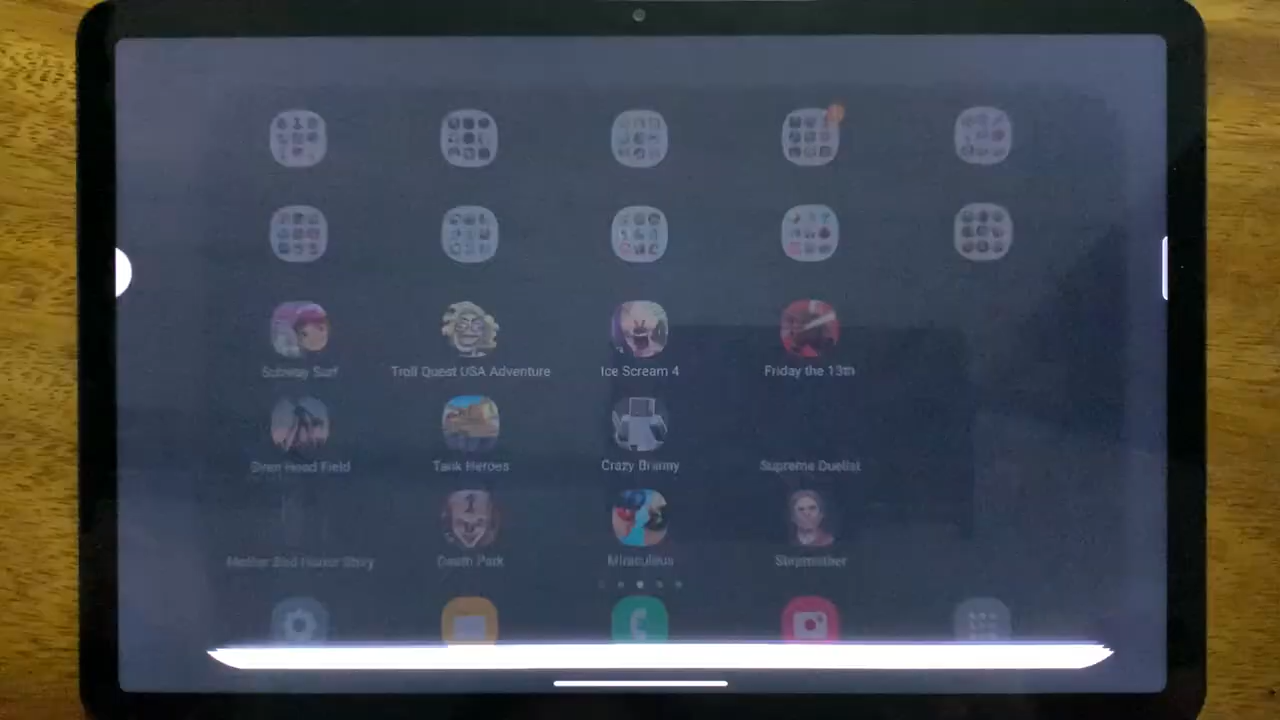 Subway Surf Troll Quest USA Adventure Ice Scream 4 Friday the 13th
Siren Head Field Tank Heroes Crazy Branny Supreme Duelist
Mother Bed Horror Story Death Park Miraculous Stepmother